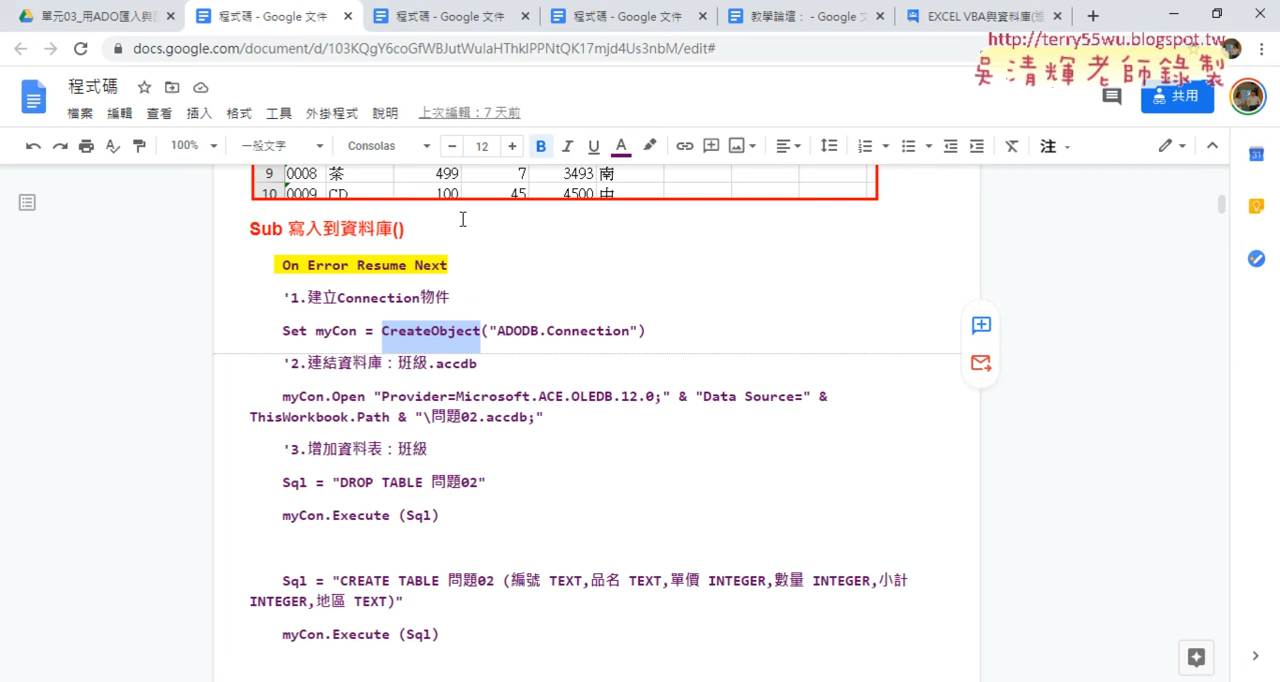 單元03_用ADO匯入與
程式碼 - Google 文件
程式碼 - Google 文件
程式碼 - Google 文件
教學論壇： - Google
EXCEL VBA與資料庫(
docs.google.com/document/d/103KQgY6coGfWBJutWuIaHThkIPPNtQK17mjd4Us3nbM/edit#
http://terry55wu.blogspot.tw
吳清輝老師錄製
程式碼
檔案 編輯 查看 插入 格式 工具 外掛程式 說明 上次編輯：7 天前
共用
100% 一般文字 Consolas 12 B I U A 注
9 0008 茶 499 7 3493 南
10 0009 CD 100 45 4500 中
Sub 寫入到資料庫()
On Error Resume Next
'1.建立Connection物件
Set myCon = CreateObject("ADODB.Connection")
'2.連結資料庫：班級.accdb
myCon.Open "Provider=Microsoft.ACE.OLEDB.12.0;" & "Data Source=" &
ThisWorkbook.Path & "\問題02.accdb;"
'3.增加資料表：班級
Sql = "DROP TABLE 問題02"
myCon.Execute (Sql)
Sql = "CREATE TABLE 問題02 (編號 TEXT,品名 TEXT,單價 INTEGER,數量 INTEGER,小計
INTEGER,地區 TEXT)"
myCon.Execute (Sql)